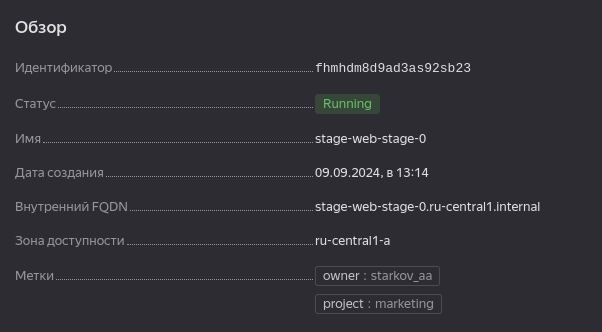 Обзор
Идентификатор fhmhdm8d9ad3as92sb23
Статус Running
Имя stage-web-stage-0
Дата создания 09.09.2024, в 13:14
Внутренний FQDN stage-web-stage-0.ru-central1.internal
Зона доступности ru-central1-a
Метки owner : starkov_aa
project : marketing